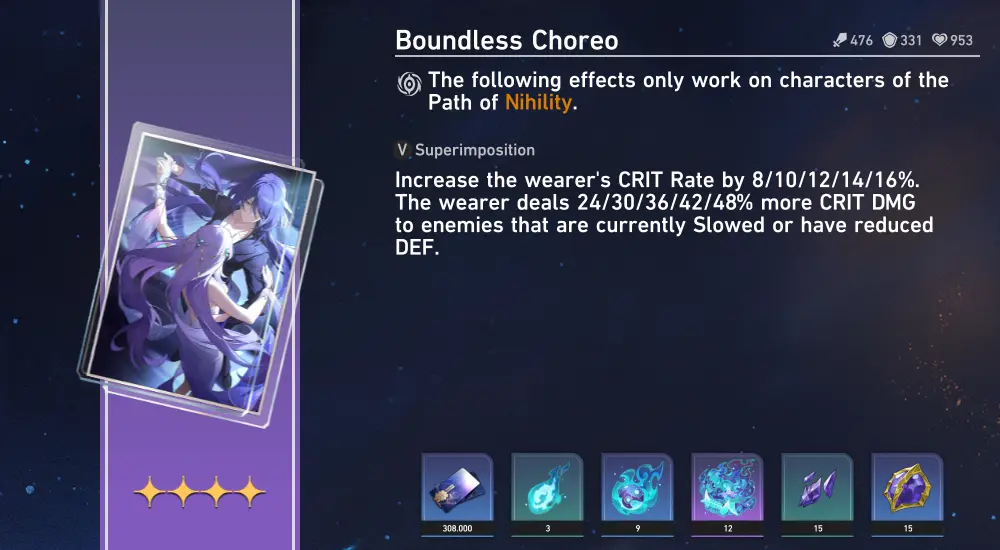 Boundless Choreo
476 331 953
The following effects only work on characters of the
Path of Nihility.
V Superimposition
Increase the wearer's CRIT Rate by 8/10/12/14/16%.
The wearer deals 24/30/36/42/48% more CRIT DMG
to enemies that are currently Slowed or have reduced
DEF.
308.000 3 9 12 15 15